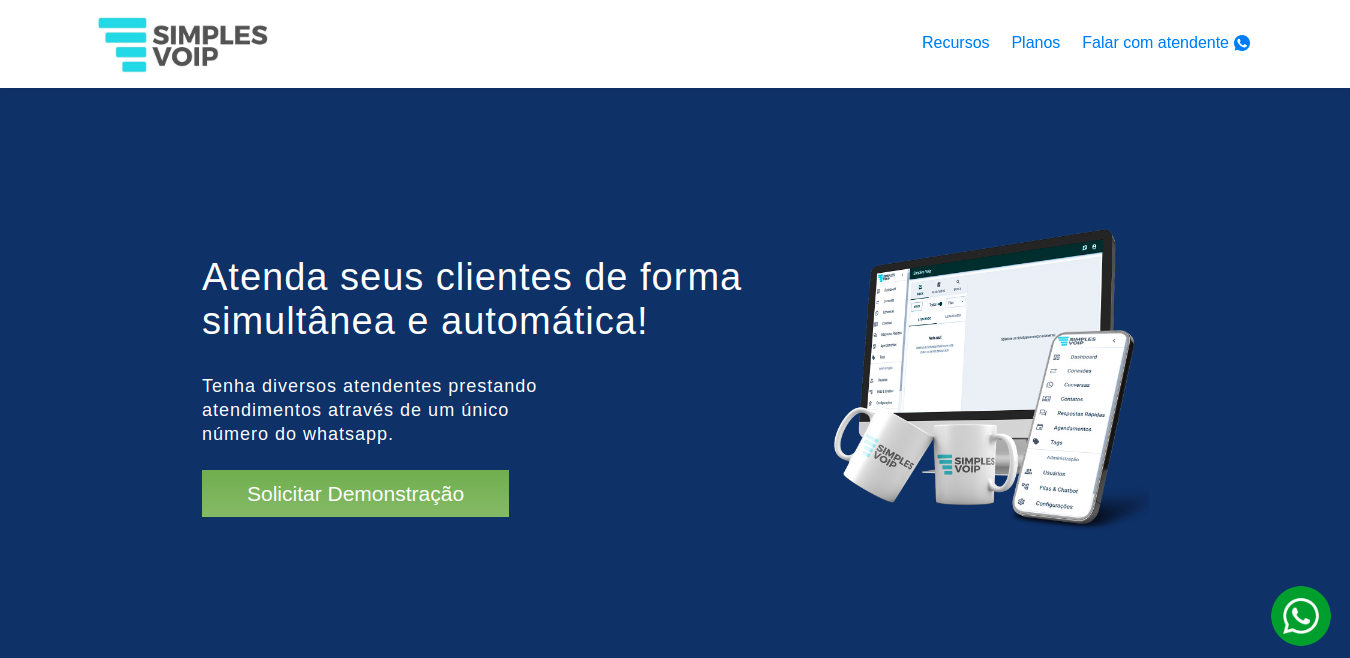 SIMPLES
VOIP
Recursos
Planos
Falar com atendente
Atenda seus clientes de forma
simultânea e automática!
Tenha diversos atendentes prestando
atendimentos através de um único
número do whatsapp.
Solicitar Demonstração
SIMPLES
VOIP
Dashboard
Conexões
Conversas
Contatos
Respostas Rápidas
Agendamentos
Tags
Administração
Usuários
Filas & Chatbot
Configurações
SIMPLES
VOIP
SIMPLES
VOIP